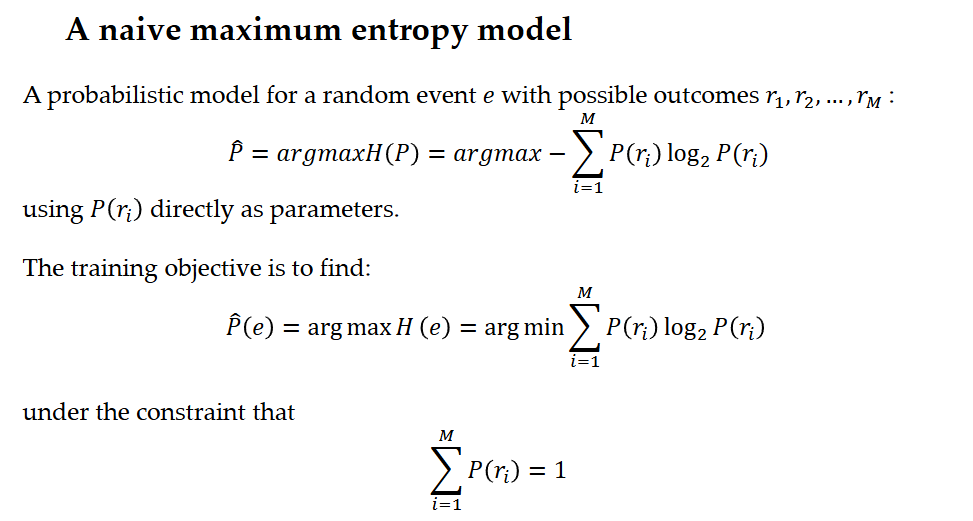 A naive maximum entropy model
A probabilistic model for a random event e with possible outcomes r₁, r₂, … , r_M :
P̂ = argmaxH(P) = argmax − ∑_{i=1}^{M} P(rᵢ) log₂ P(rᵢ)
using P(rᵢ) directly as parameters.
The training objective is to find:
P̂(e) = arg max H (e) = arg min ∑_{i=1}^{M} P(rᵢ) log₂ P(rᵢ)
under the constraint that
∑_{i=1}^{M} P(rᵢ) = 1